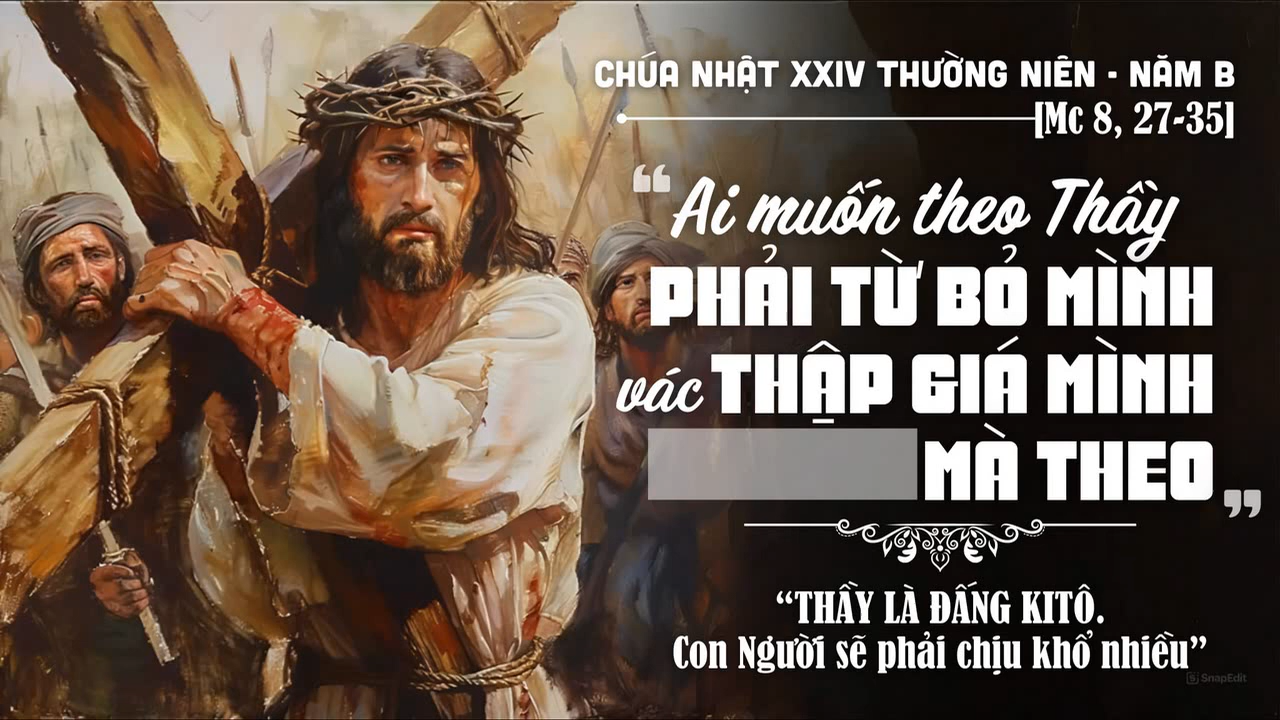 CHÚA NHẬT XXIV THƯỜNG NIÊN - NĂM B
[Mc 8, 27-35]
“Ai muốn theo Thầy
PHẢI TỪ BỎ MÌNH
vác THẬP GIÁ MÌNH
MÀ THEO”
“THẦY LÀ ĐẤNG KITÔ.
Con Người sẽ phải chịu khổ nhiều”
SnapEdit